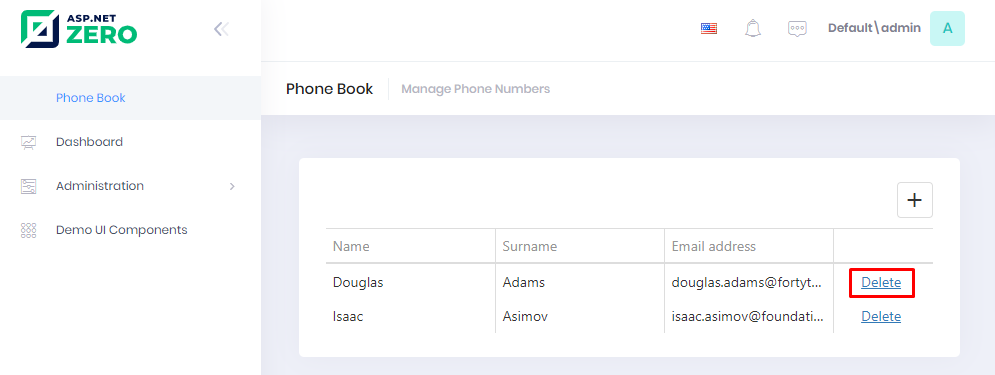 ASP.NET
ZERO
Default\admin
A
Phone Book
Dashboard
Administration
Demo UI Components
Phone Book
Manage Phone Numbers
+
Name Surname Email address
Douglas Adams douglas.adams@fortyt... Delete
Isaac Asimov isaac.asimov@foundati... Delete